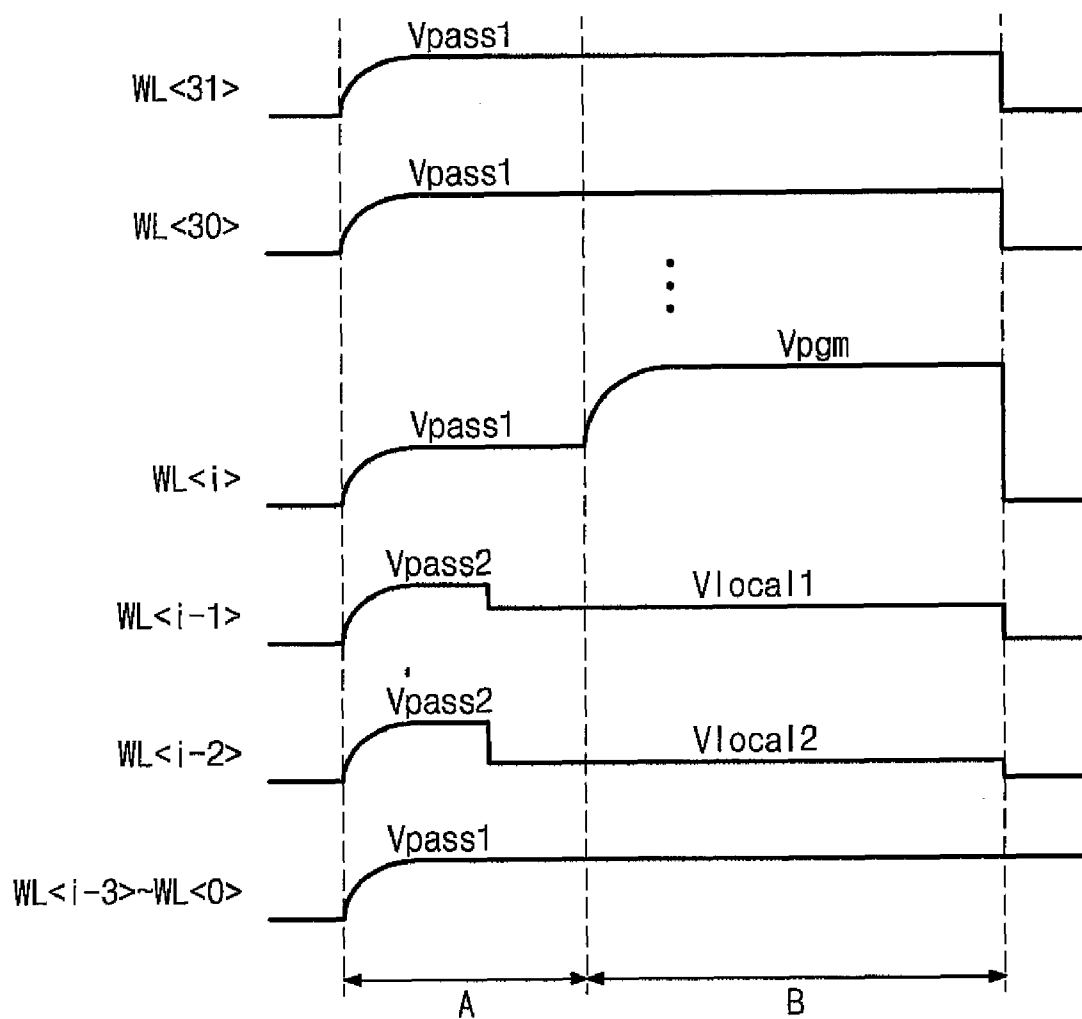 Vpass1
WL<31>
Vpass1
WL<30>
Vpgm
Vpass1
WL<i>
Vpass2
Vlocal1
WL<i-1>
Vpass2
Vlocal2
WL<i-2>
Vpass1
WL<i-3>~WL<0>
A
B